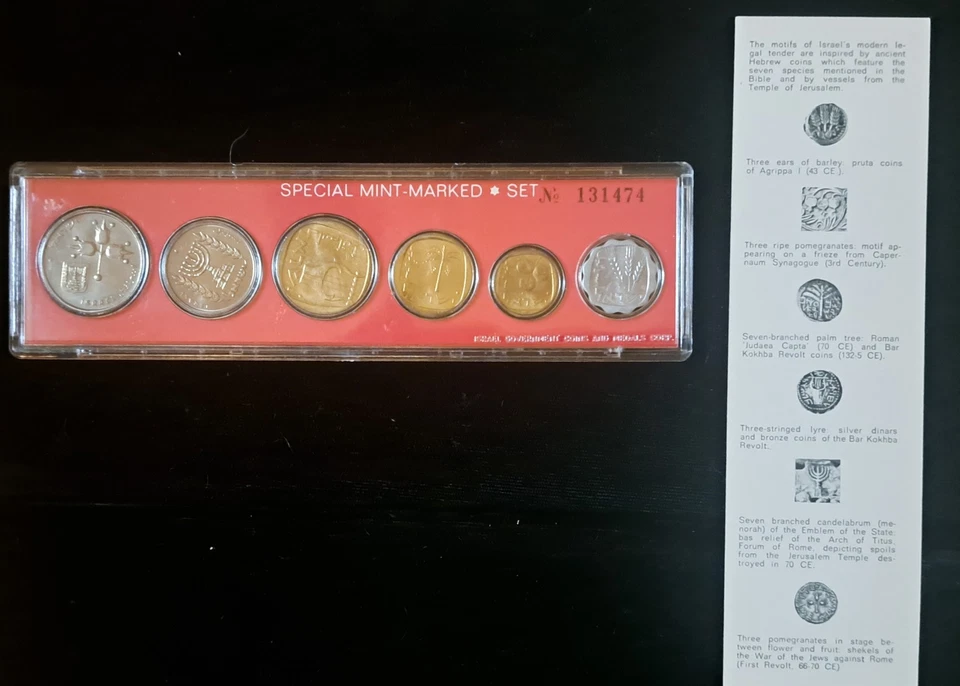 SPECIAL MINT-MARKED ✡ SET № 131474
ISRAEL GOVERNMENT COINS AND MEDALS CORP.
The motifs of Israel's modern le-
gal tender are inspired by ancient
Hebrew coins which feature the
seven species mentioned in the
Bible and by vessels from the
Temple of Jerusalem.
Three ears of barley: pruta coins
of Agrippa I (43 CE.).
Three ripe pomegranates: motif ap-
pearing on a frieze from Caper-
naum Synagogue (3rd Century).
Seven-branched palm tree: Roman
'Judaea Capta' (70 CE) and Bar
Kokhba Revolt coins (132-5 CE).
Three-stringed lyre silver dinars
and bronze coins of the Bar Kokhba
Revolt.
Seven branched candelabrum (me-
norah) of the Emblem of the State:
bas relief of the Arch of Titus,
Forum of Rome, depicting spoils
from the Jerusalem Temple des-
troyed in 70 CE.
Three pomegranates in stage be-
tween flower and fruit: shekels of
the War of the Jews against Rome
(First Revolt, 66-70 CE)